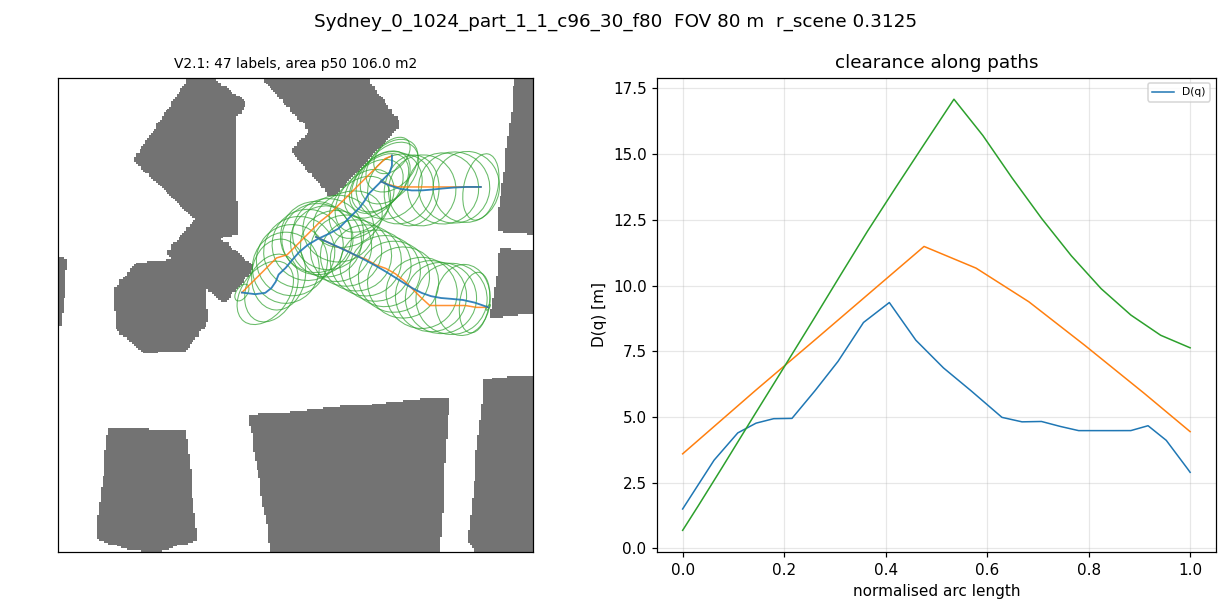 Sydney_0_1024_part_1_1_c96_30_f80 FOV 80 m r_scene 0.3125
V2.1: 47 labels, area p50 106.0 m2
clearance along paths
D(q)
17.5
15.0
12.5
10.0
7.5
5.0
2.5
0.0
D(q) [m]
0.0 0.2 0.4 0.6 0.8 1.0
normalised arc length